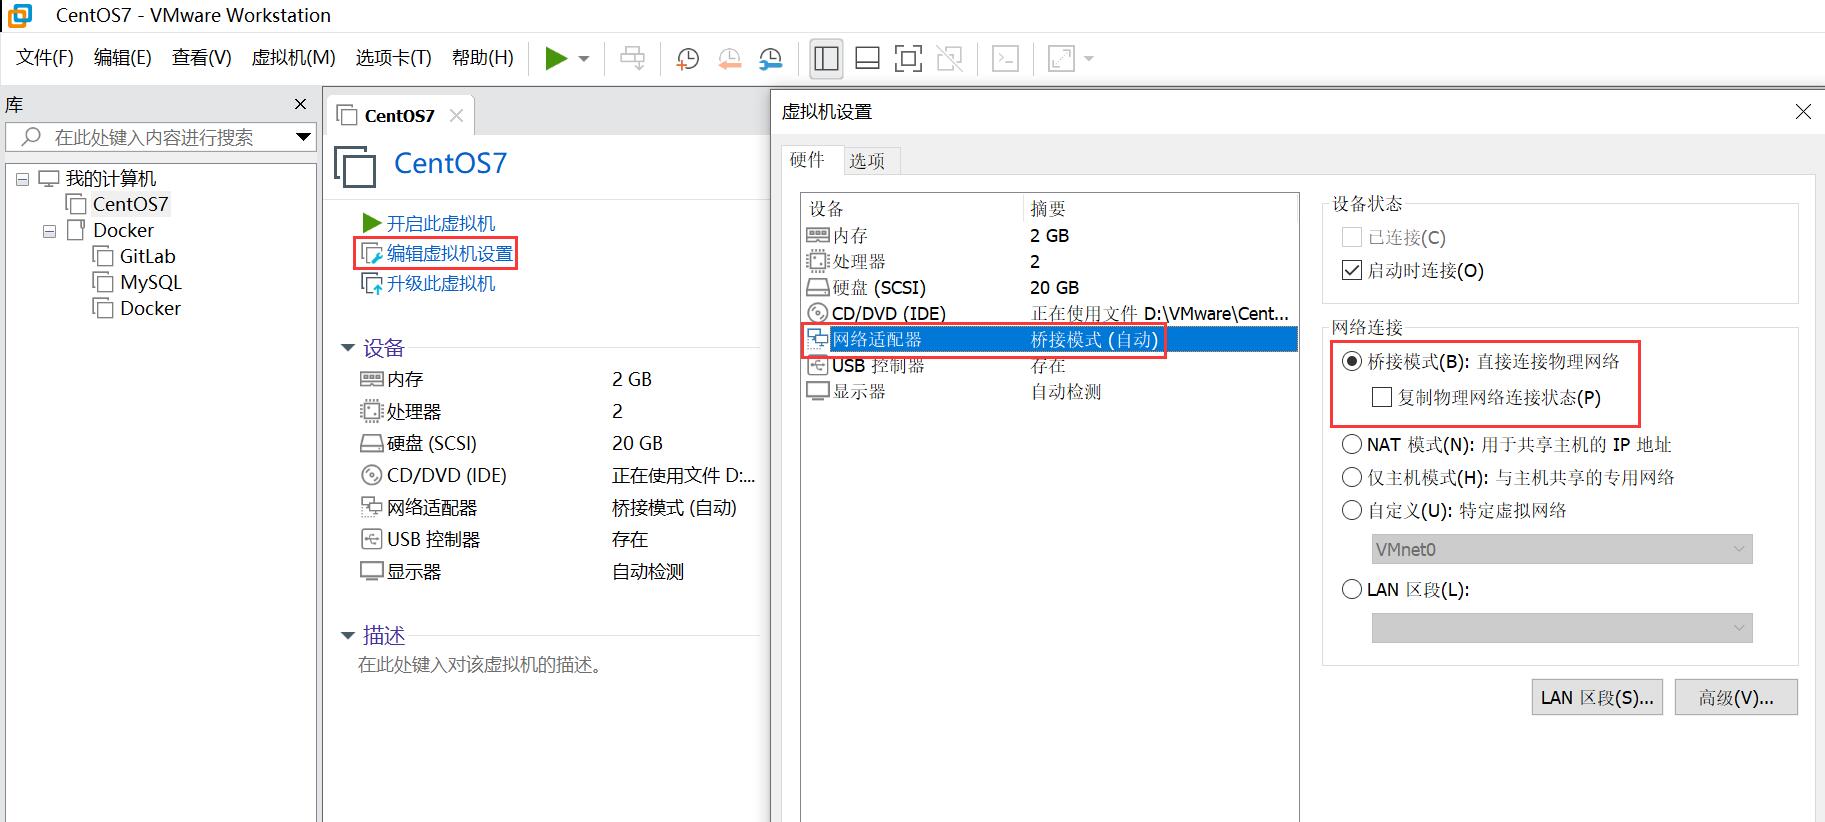 CentOS7 - VMware Workstation
文件(F) 编辑(E) 查看(V) 虚拟机(M) 选项卡(T) 帮助(H)
库
在此处键入内容进行搜索
我的计算机
CentOS7
Docker
GitLab
MySQL
Docker
CentOS7
CentOS7
开启此虚拟机
编辑虚拟机设置
升级此虚拟机
设备
内存 2 GB
处理器 2
硬盘 (SCSI) 20 GB
CD/DVD (IDE) 正在使用文件 D:...
网络适配器 桥接模式 (自动)
USB 控制器 存在
显示器 自动检测
描述
在此处键入对该虚拟机的描述。
虚拟机设置
硬件 选项
设备 摘要
内存 2 GB
处理器 2
硬盘 (SCSI) 20 GB
CD/DVD (IDE) 正在使用文件 D:\VMware\Cent...
网络适配器 桥接模式 (自动)
USB 控制器 存在
显示器 自动检测
设备状态
已连接(C)
启动时连接(O)
网络连接
桥接模式(B): 直接连接物理网络
复制物理网络连接状态(P)
NAT 模式(N): 用于共享主机的 IP 地址
仅主机模式(H): 与主机共享的专用网络
自定义(U): 特定虚拟网络
VMnet0
LAN 区段(L):
LAN 区段(S)... 高级(V)...